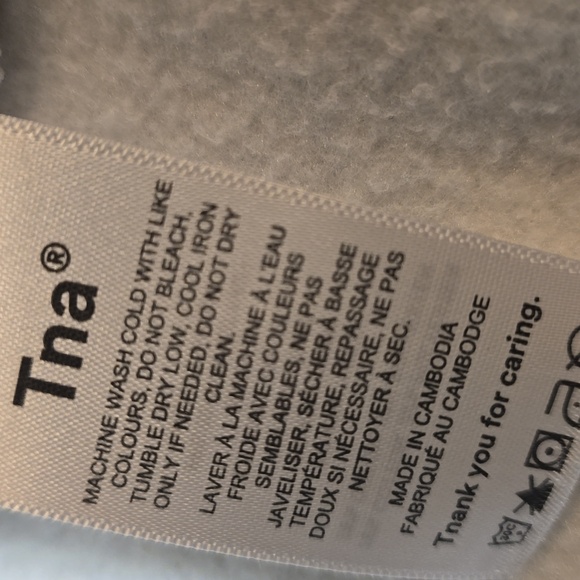 Tna®
MACHINE WASH COLD WITH LIKE
COLOURS, DO NOT BLEACH,
TUMBLE DRY LOW, COOL IRON
ONLY IF NEEDED, DO NOT DRY
CLEAN.
LAVER À LA MACHINE À L'EAU
FROIDE AVEC COULEURS
SEMBLABLES, NE PAS
JAVELISER, SÉCHER À BASSE
TEMPÉRATURE, REPASSAGE
DOUX SI NÉCESSAIRE, NE PAS
NETTOYER À SEC.
MADE IN CAMBODIA
FABRIQUÉ AU CAMBODGE
Tnank you for caring.
30C